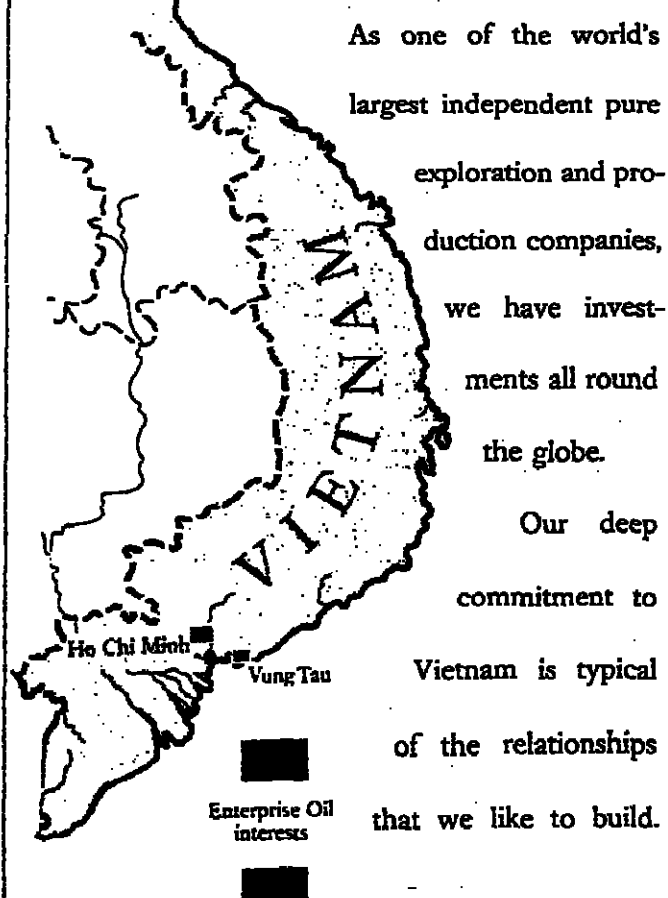 As one of the world's
largest independent pure
exploration and pro-
duction companies,
we have invest-
ments all round
the globe.
Our deep
commitment to
Vietnam is typical
of the relationships
that we like to build.
VIETNAM
Ho Chi Minh
Vung Tau
Enterprise Oil
interests